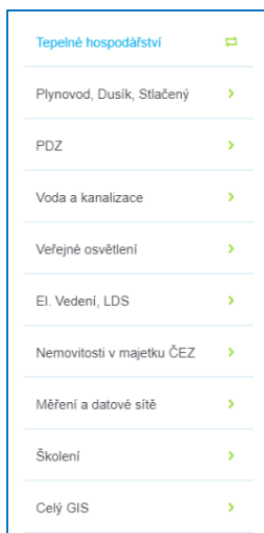 Tepelné hospodářství
Plynovod, Dusík, Stlačený
PDZ
Voda a kanalizace
Veřejné osvětlení
El. Vedení, LDS
Nemovitosti v majetku ČEZ
Měření a datové sítě
Školení
Celý GIS